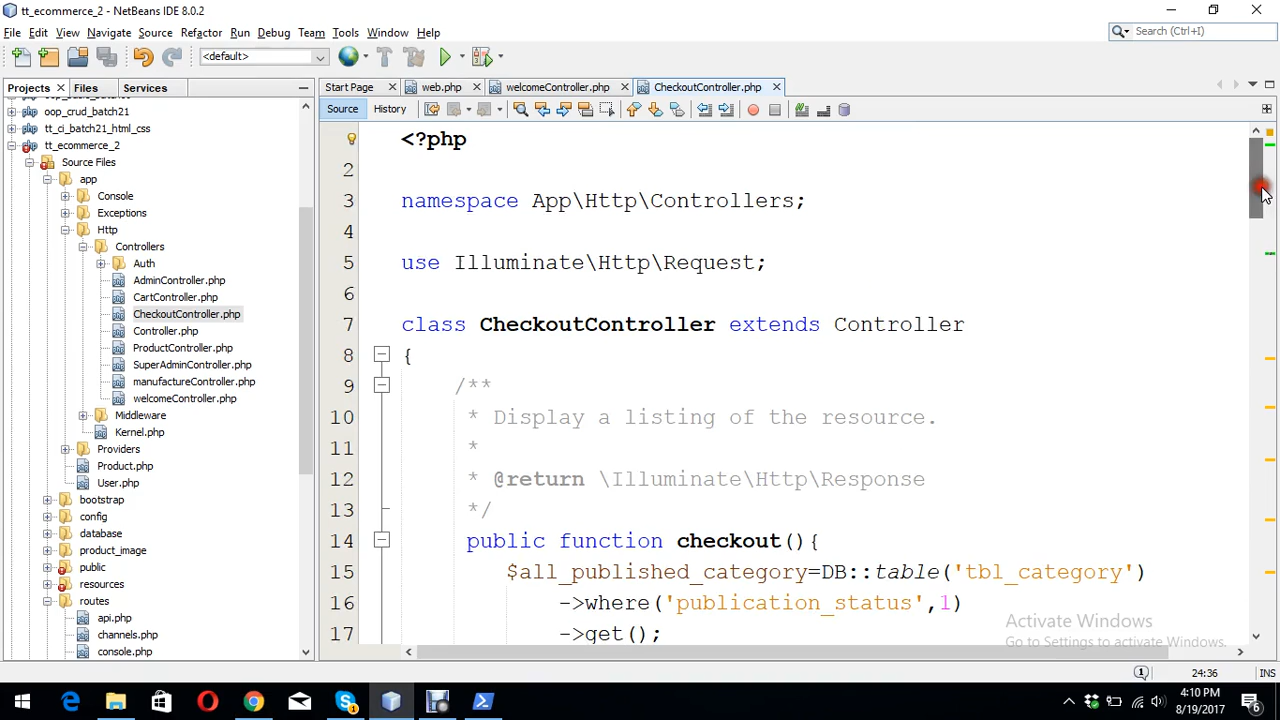 tt_ecommerce_2 - NetBeans IDE 8.0.2
File Edit View Navigate Source Refactor Run Debug Team Tools Window Help
Search (Ctrl+I)
<default>
Projects Files Services
Start Page web.php welcomeController.php CheckoutController.php
Source History
oop_crud_batch21
tt_ci_batch21_html_css
tt_ecommerce_2
Source Files
app
Console
Exceptions
Http
Controllers
Auth
AdminController.php
CartController.php
CheckoutController.php
Controller.php
ProductController.php
SuperAdminController.php
manufactureController.php
welcomeController.php
Middleware
Kernel.php
Providers
Product.php
User.php
bootstrap
config
database
product_image
public
resources
routes
api.php
channels.php
console.php
<?php
2
3 namespace App\Http\Controllers;
4
5 use Illuminate\Http\Request;
6
7 class CheckoutController extends Controller
8 {
9 /**
10 * Display a listing of the resource.
11 *
12 * @return \Illuminate\Http\Response
13 */
14 public function checkout(){
15 $all_published_category=DB::table('tbl_category')
16 ->where('publication_status',1)
17 ->get();
Activate Windows
Go to Settings to activate Windows.
1 24:36 INS
4:10 PM
8/19/2017
6